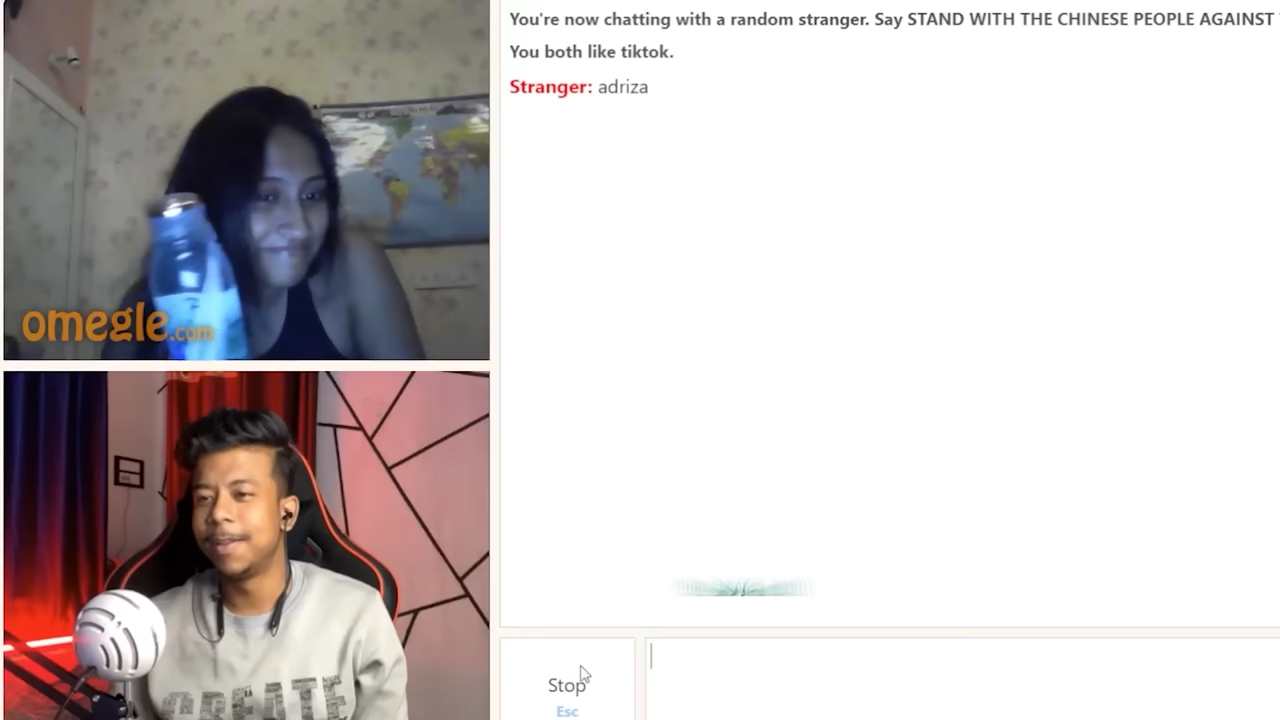 You're now chatting with a random stranger. Say STAND WITH THE CHINESE PEOPLE AGAINST
You both like tiktok.
Stranger: adriza
omegle.com
CREATE
Stop
Esc